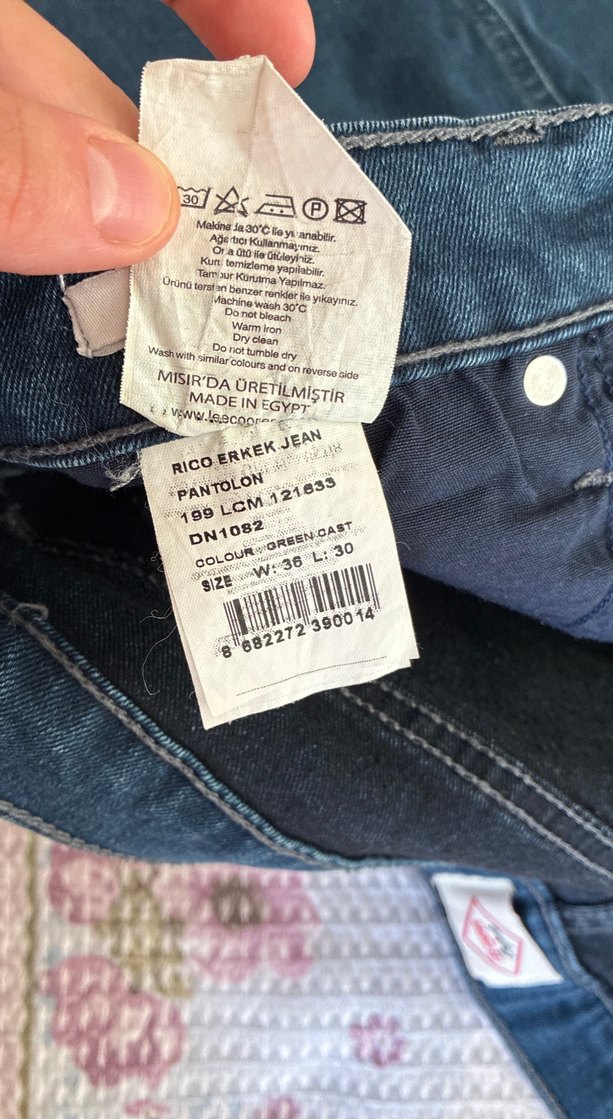 30
P
Makinada 30°C ile yıkanabilir.
Ağartıcı Kullanmayınız.
Orta ütü ile ütüleyiniz.
Kuru temizleme yapılabilir.
Tambur Kurutma Yapılmaz.
Ürünü tersten benzer renkler ile yıkayınız.
Machine wash 30°C
Do not bleach
Warm iron
Dry clean
Do not tumble dry
Wash with similar colours and on reverse side
MISIR'DA ÜRETİLMİŞTİR
MADE IN EGYPT
RICO ERKEK JEAN
PANTOLON
199 LCM 121633
DN1082
COLOUR: GREEN CAST
SIZE W: 36 L: 30
8 682272 390014